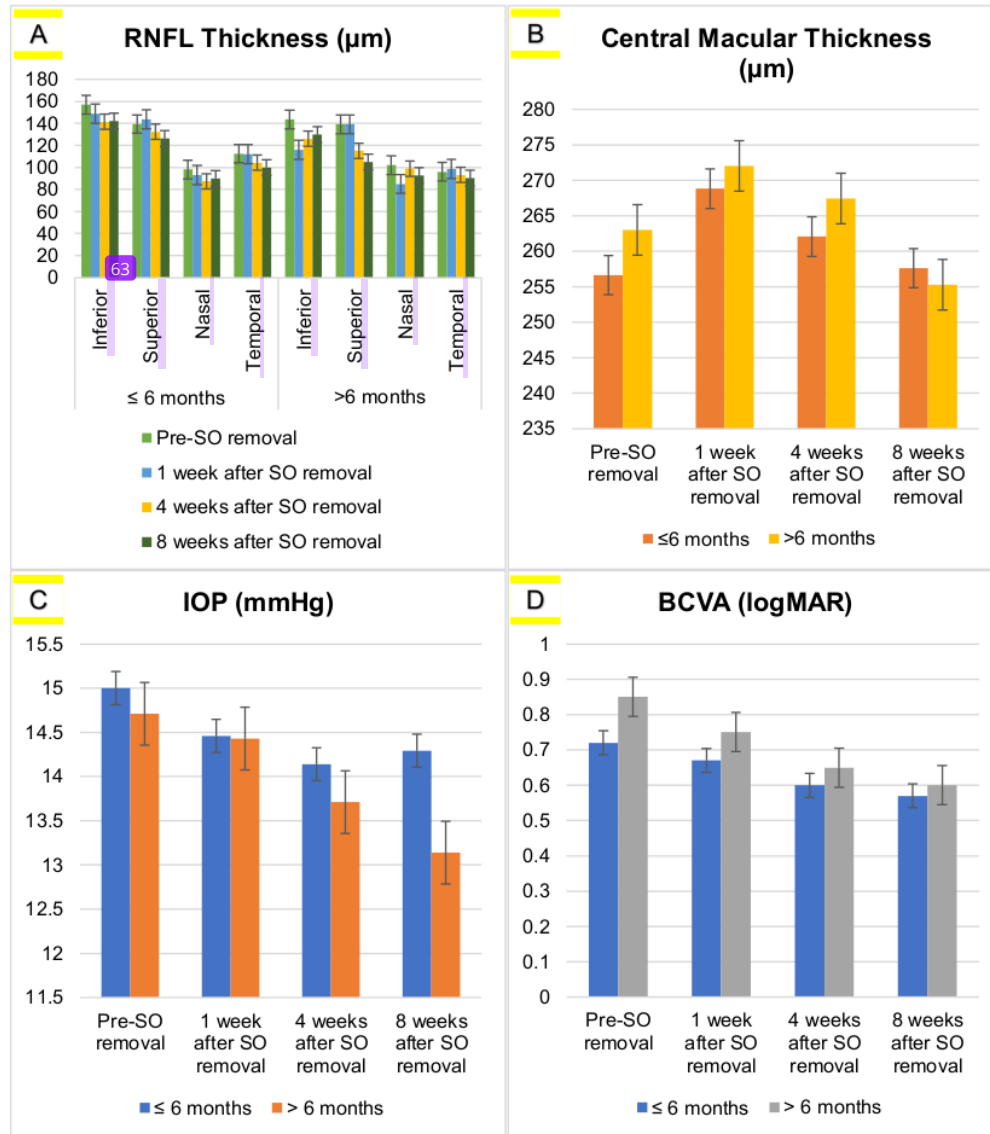 A
RNFL Thickness (µm)
180
160
140
120
100
80
60
40
20
0
63
Inferior
Superior
Nasal
Temporal
Inferior
Superior
Nasal
Temporal
≤ 6 months
>6 months
Pre-SO removal
1 week after SO removal
4 weeks after SO removal
8 weeks after SO removal
B
Central Macular Thickness
(µm)
280
275
270
265
260
255
250
245
240
235
Pre-SO
removal
1 week
after SO
removal
4 weeks
after SO
removal
8 weeks
after SO
removal
≤6 months
>6 months
C
IOP (mmHg)
15.5
15
14.5
14
13.5
13
12.5
12
11.5
Pre-SO
removal
1 week
after SO
removal
4 weeks
after SO
removal
8 weeks
after SO
removal
≤ 6 months
> 6 months
D
BCVA (logMAR)
1
0.9
0.8
0.7
0.6
0.5
0.4
0.3
0.2
0.1
0
Pre-SO
removal
1 week
after SO
removal
4 weeks
after SO
removal
8 weeks
after SO
removal
≤ 6 months
> 6 months